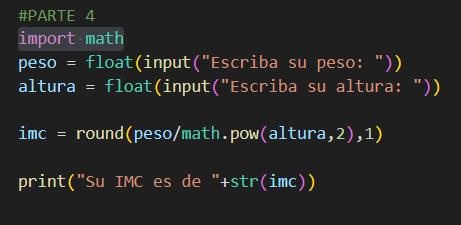 #PARTE 4
import math
peso = float(input("Escriba su peso: "))
altura = float(input("Escriba su altura: "))
imc = round(peso/math.pow(altura,2),1)
print("Su IMC es de "+str(imc))